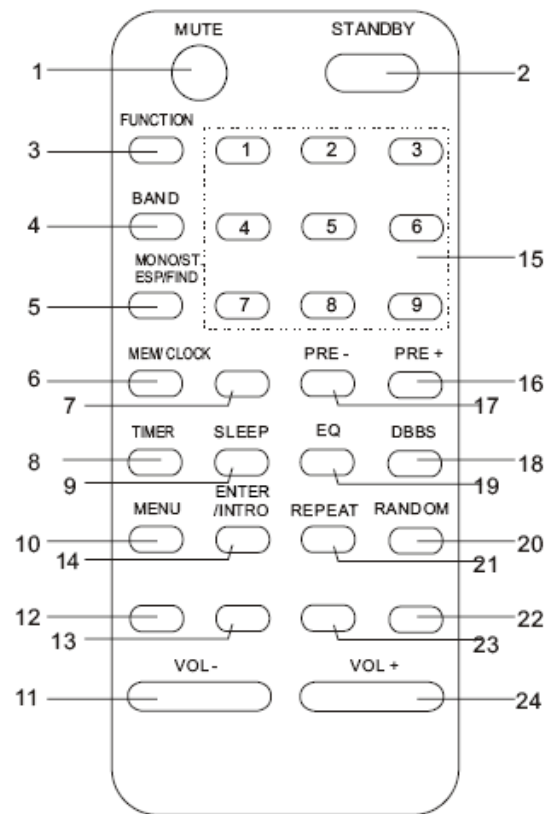 MUTE STANDBY
1 2
FUNCTION
3 1 2 3
BAND
4 4 5 6
15
MONO/ST.
ESP/FIND
5 7 8 9
MEM/CLOCK PRE - PRE +
6 16
7 17
TIMER SLEEP EQ DBBS
8 18
9 19
MENU ENTER
/INTRO REPEAT RANDOM
10 20
14 21
12 22
13 23
VOL - VOL +
11 24